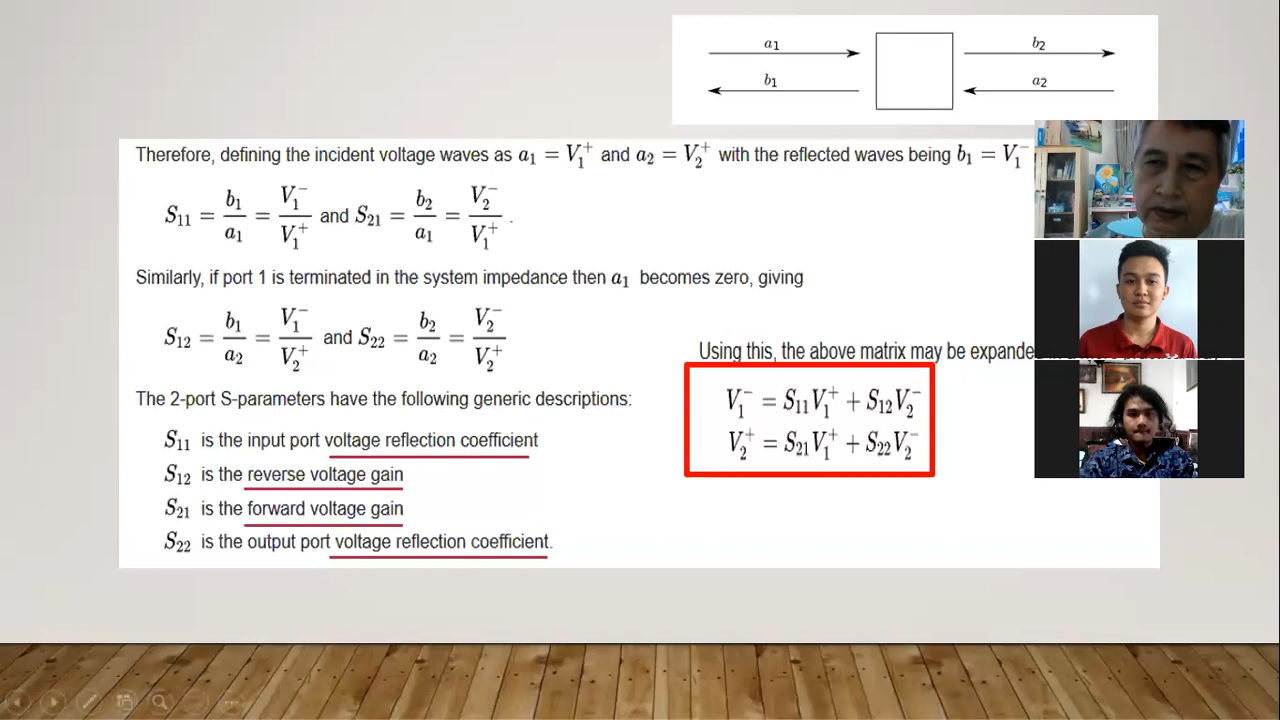 a₁ b₂
b₁ a₂
Therefore, defining the incident voltage waves as a₁ = V₁⁺ and a₂ = V₂⁺ with the reflected waves being b₁ = V₁⁻
S₁₁ = b₁/a₁ = V₁⁻/V₁⁺ and S₂₁ = b₂/a₁ = V₂⁻/V₁⁺ .
Similarly, if port 1 is terminated in the system impedance then a₁ becomes zero, giving
S₁₂ = b₁/a₂ = V₁⁻/V₂⁺ and S₂₂ = b₂/a₂ = V₂⁻/V₂⁺
The 2-port S-parameters have the following generic descriptions:
S₁₁ is the input port voltage reflection coefficient
S₁₂ is the reverse voltage gain
S₂₁ is the forward voltage gain
S₂₂ is the output port voltage reflection coefficient.
Using this, the above matrix may be expanded
V₁⁻ = S₁₁V₁⁺ + S₁₂V₂⁻
V₂⁺ = S₂₁V₁⁺ + S₂₂V₂⁻